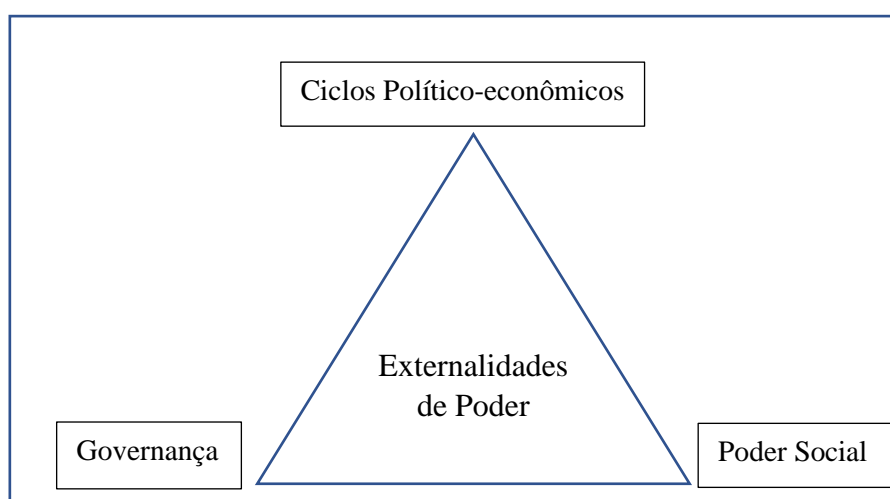 Ciclos Político-econômicos
Externalidades
de Poder
Governança
Poder Social